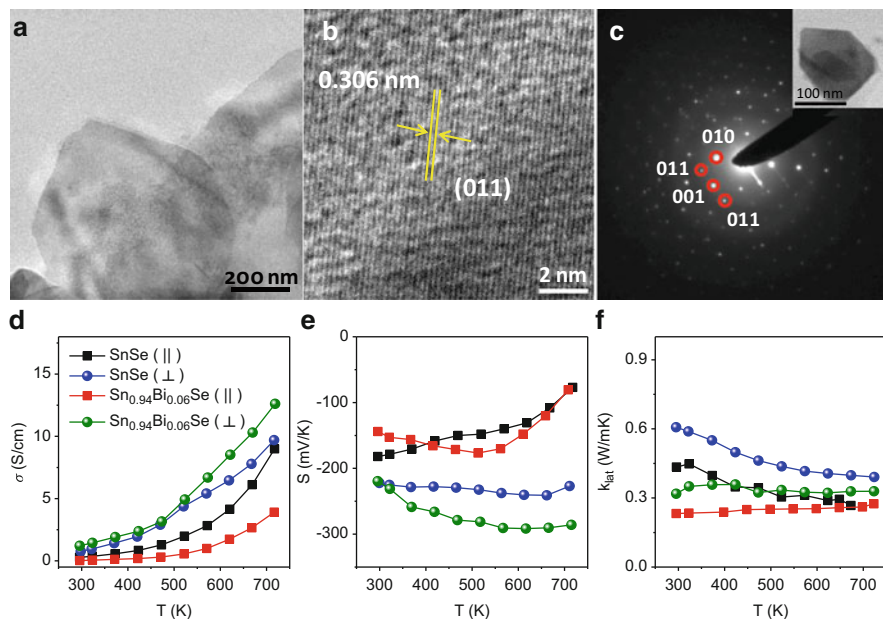 a
200 nm
b
0.306 nm
(011)
2 nm
c
100 nm
010
011
001
011
d
SnSe ( || )
SnSe ( ⊥ )
Sn0.94Bi0.06Se ( || )
Sn0.94Bi0.06Se ( ⊥ )
15
10
5
0
σ (S/cm)
300 400 500 600 700
T (K)
e
0
-100
-200
-300
S (mV/K)
300 400 500 600 700
T (K)
f
0.9
0.6
0.3
0.0
klat (W/mK)
300 400 500 600 700
T (K)